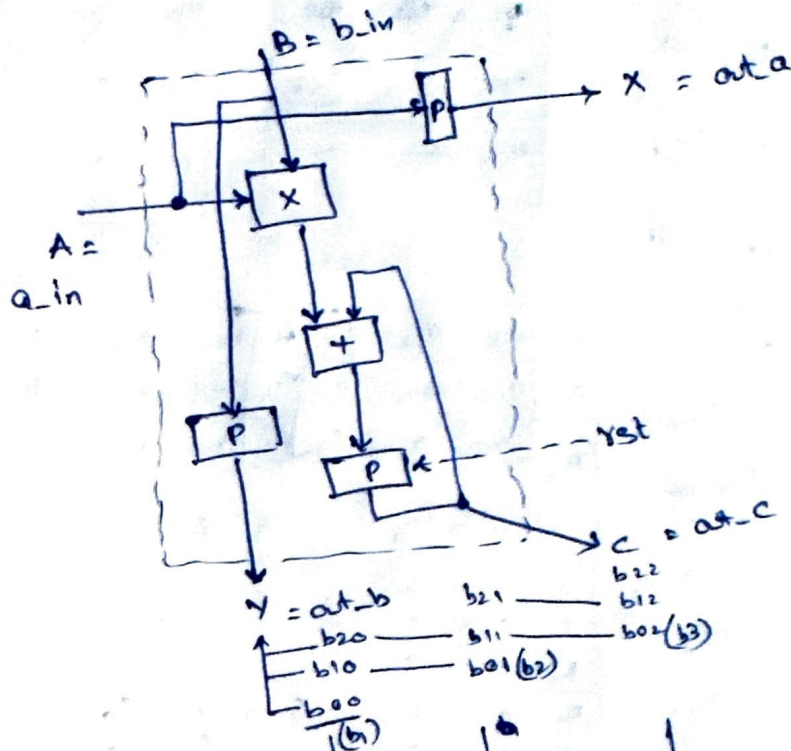 B = b_in
P
X = out_a
X
A =
a_in
+
P
P
rst
C = out_c
b22
Y = out_b
b21 b12
b20 b11 b02(b3)
b10 b01(b2)
b00
(b1)